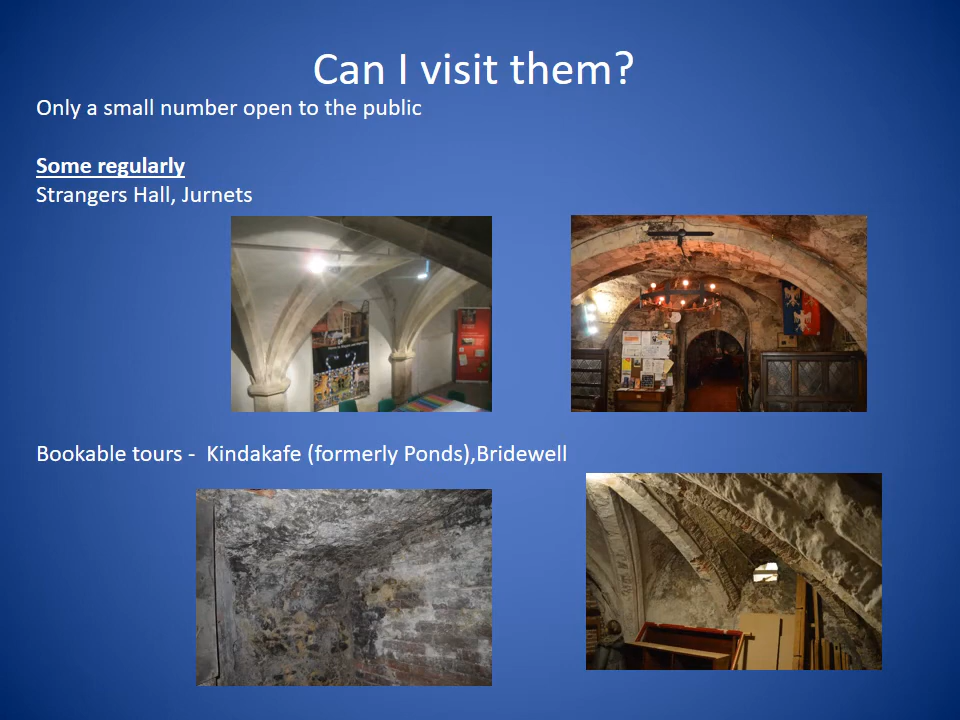 Can I visit them?
Only a small number open to the public
Some regularly
Strangers Hall, Jurnets
Bookable tours -  Kindakafe (formerly Ponds),Bridewell